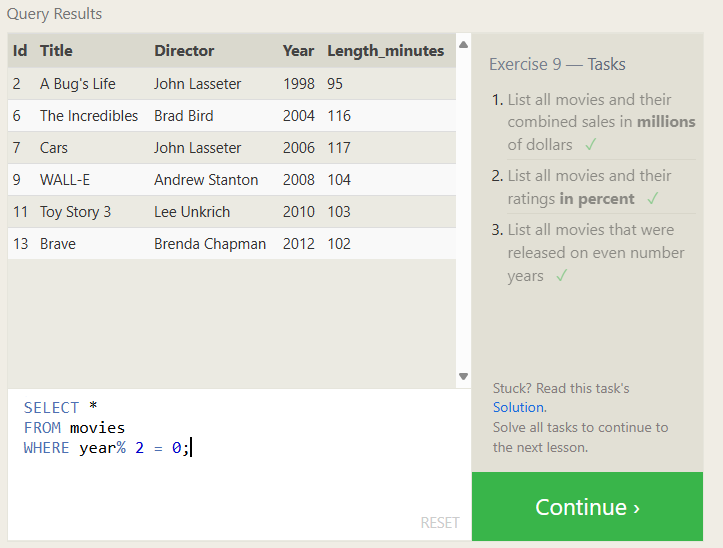 Query Results
Id Title Director Year Length_minutes
2 A Bug's Life John Lasseter 1998 95
6 The Incredibles Brad Bird 2004 116
7 Cars John Lasseter 2006 117
9 WALL-E Andrew Stanton 2008 104
11 Toy Story 3 Lee Unkrich 2010 103
13 Brave Brenda Chapman 2012 102
SELECT *
FROM movies
WHERE year% 2 = 0;
RESET
Exercise 9 — Tasks
1. List all movies and their
combined sales in millions
of dollars ✓
2. List all movies and their
ratings in percent ✓
3. List all movies that were
released on even number
years ✓
Stuck? Read this task's
Solution.
Solve all tasks to continue to
the next lesson.
Continue ›